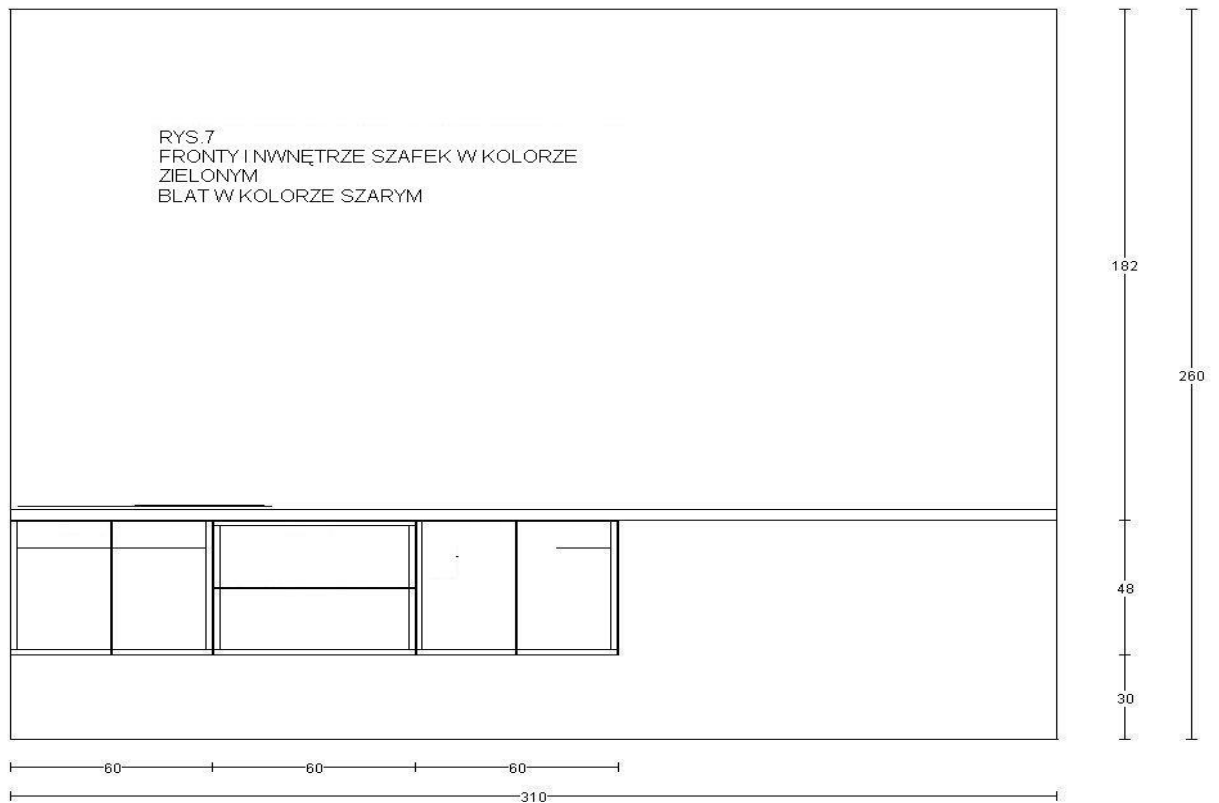 RYS.7
FRONTY I NWNĘTRZE SZAFEK W KOLORZE
ZIELONYM
BLAT W KOLORZE SZARYM
182
260
48
30
60 60 60
310